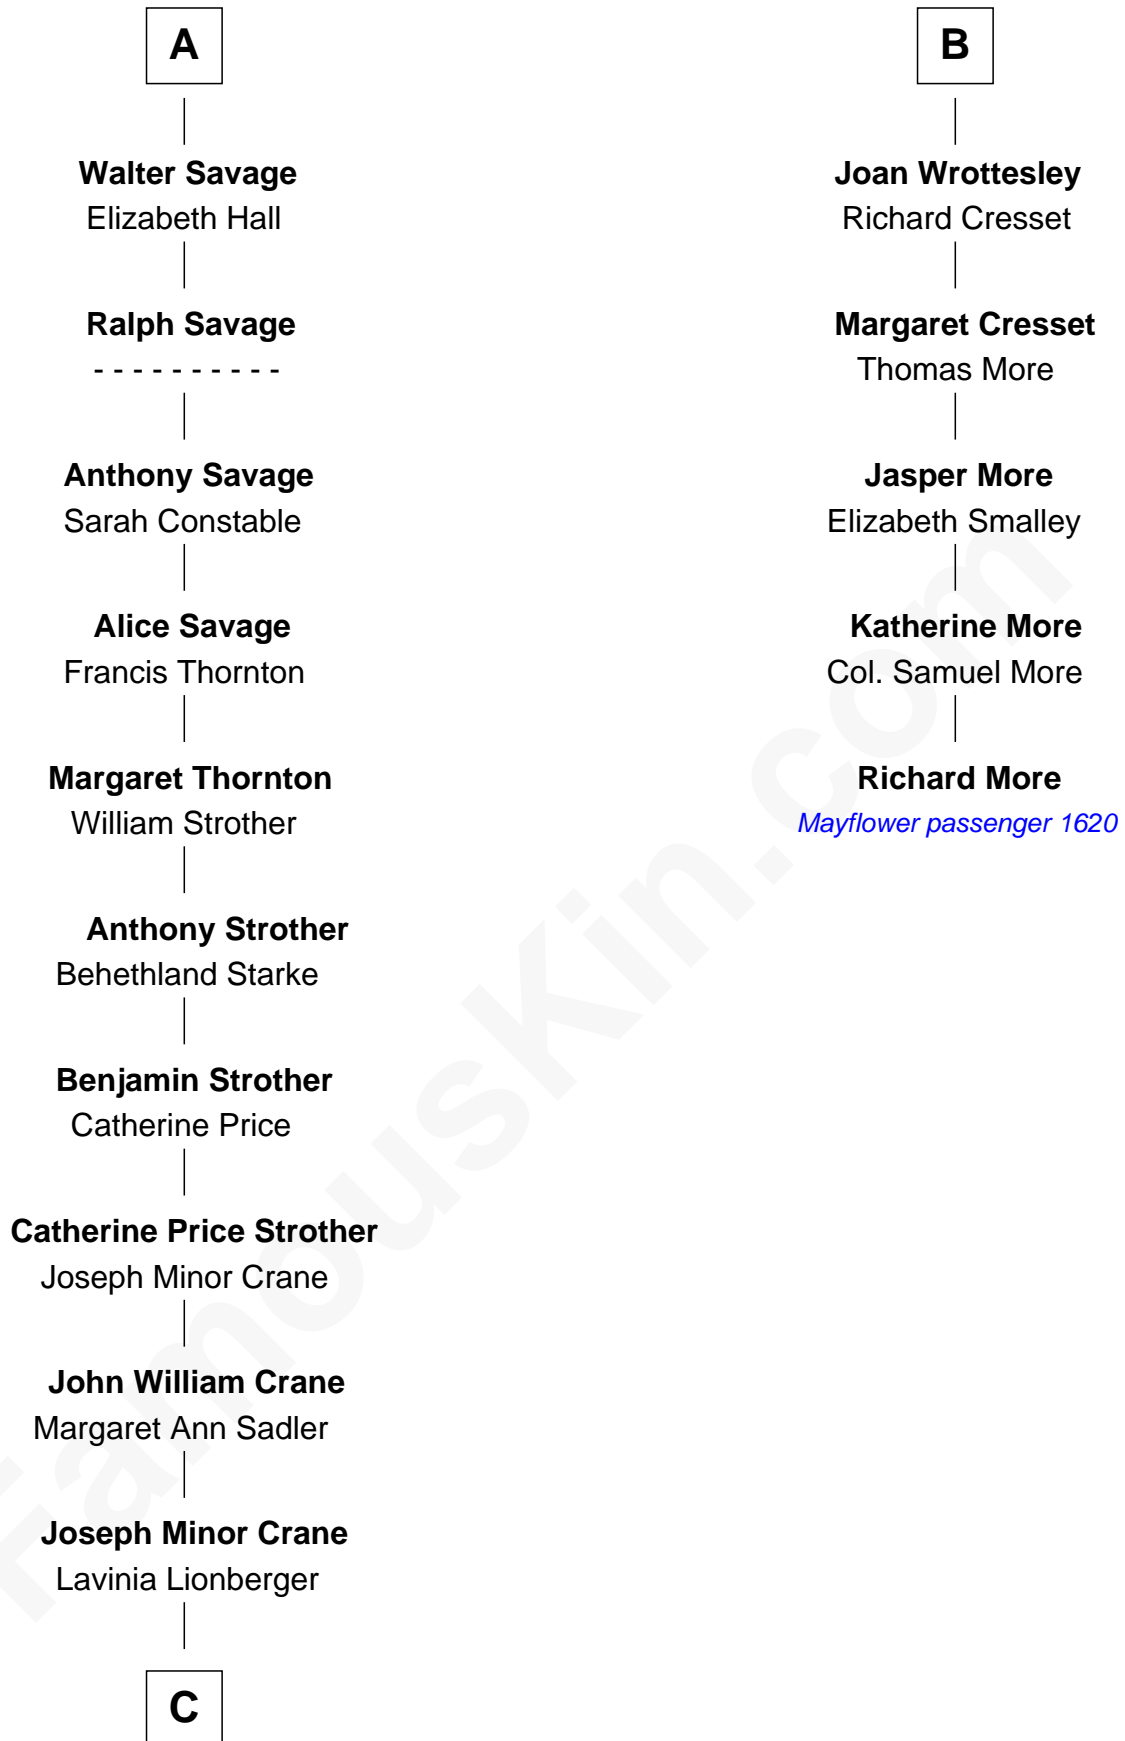 A
Walter Savage
Elizabeth Hall
Ralph Savage
- - - - - - - - - -
Anthony Savage
Sarah Constable
Alice Savage
Francis Thornton
Margaret Thornton
William Strother
Anthony Strother
Behethland Starke
Benjamin Strother
Catherine Price
Catherine Price Strother
Joseph Minor Crane
John William Crane
Margaret Ann Sadler
Joseph Minor Crane
Lavinia Lionberger
C
B
Joan Wrottesley
Richard Cresset
Margaret Cresset
Thomas More
Jasper More
Elizabeth Smalley
Katherine More
Col. Samuel More
Richard More
Mayflower passenger 1620
FamousKin.com